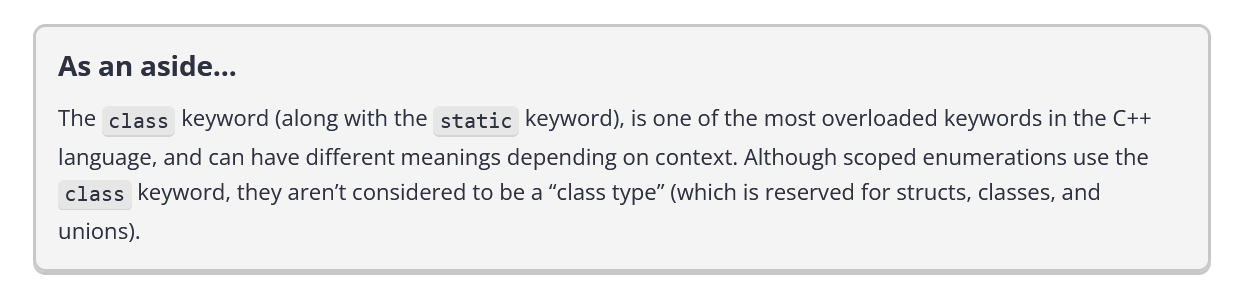 As an aside…
The class keyword (along with the static keyword), is one of the most overloaded keywords in the C++
language, and can have different meanings depending on context. Although scoped enumerations use the
class keyword, they aren’t considered to be a “class type” (which is reserved for structs, classes, and
unions).